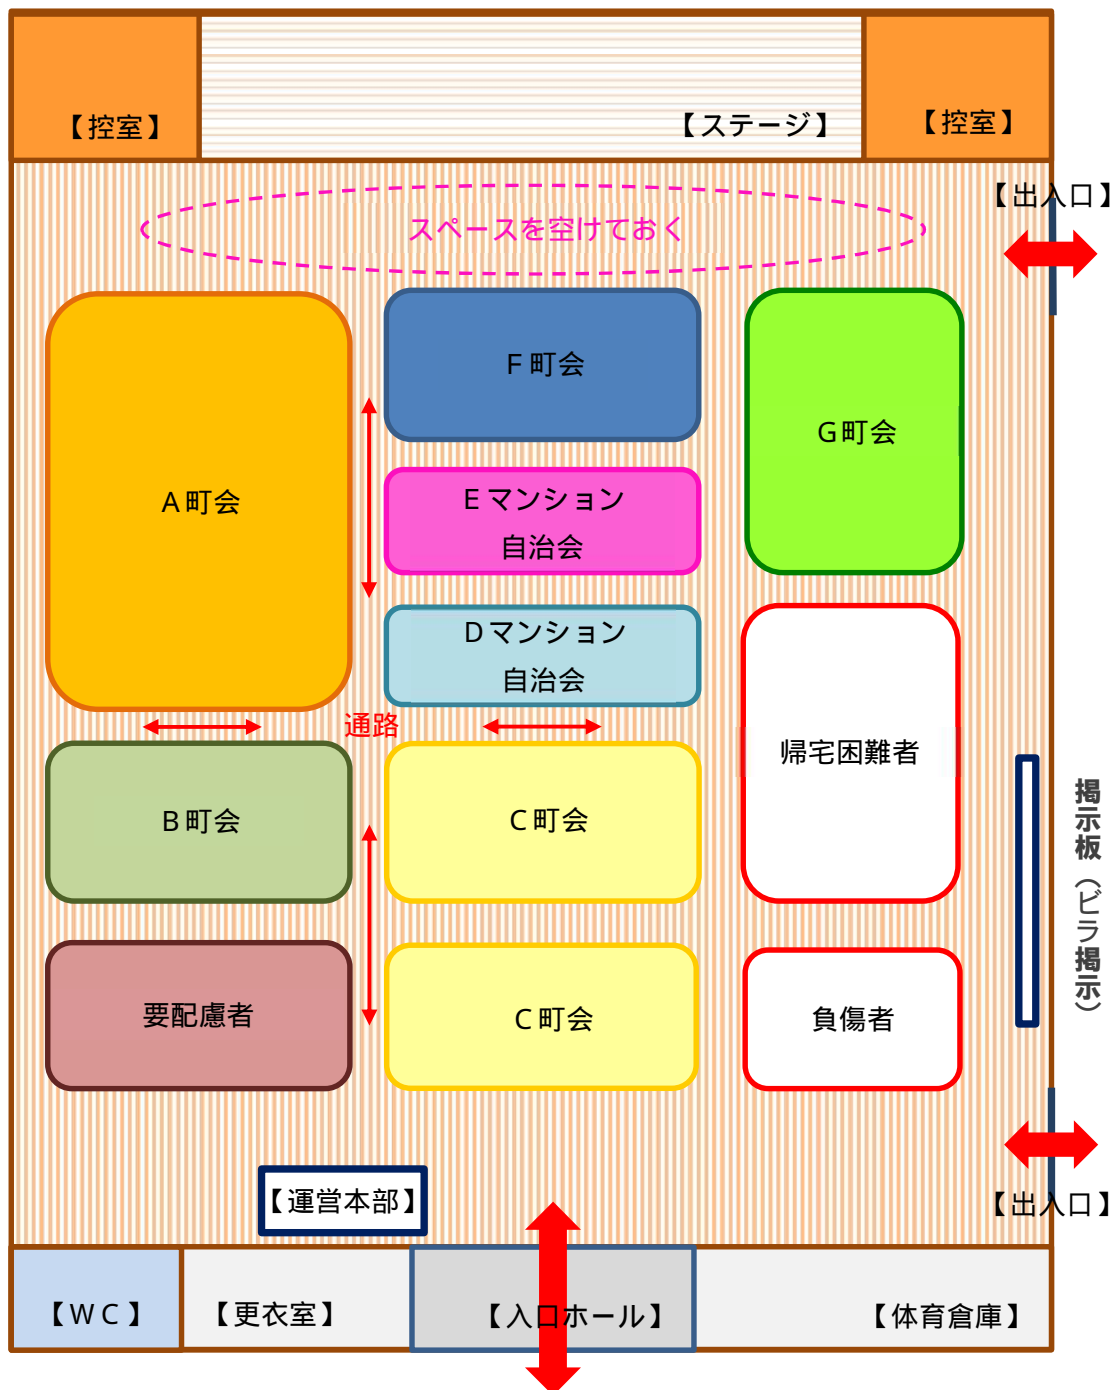 【控室】
【ステージ】
【控室】
【出入口】
スペースを空けておく
F町会
G町会
A町会
Eマンション
自治会
Dマンション
自治会
通路
帰宅困難者
B町会
C町会
掲示板（ビラ掲示）
要配慮者
C町会
負傷者
【運営本部】
【出入口】
【WC】
【更衣室】
【入口ホール】
【体育倉庫】